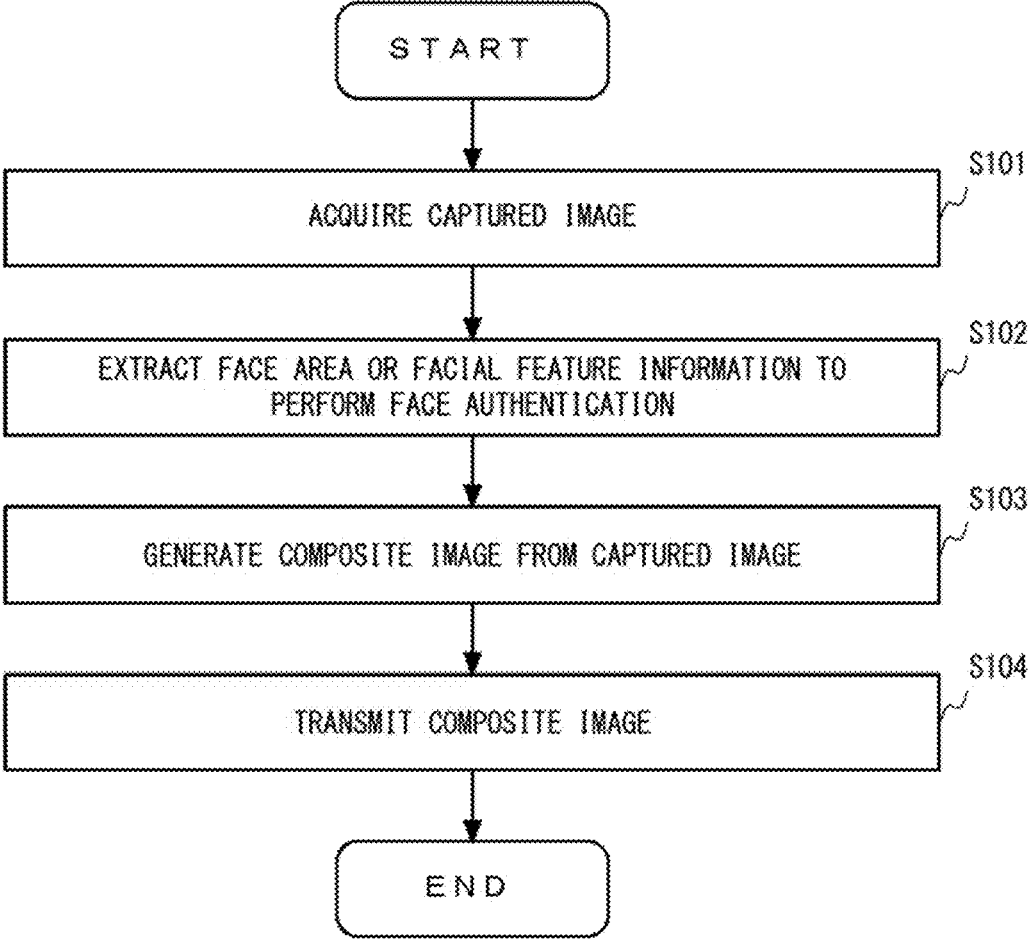 START
S101
ACQUIRE CAPTURED IMAGE
S102
EXTRACT FACE AREA OR FACIAL FEATURE INFORMATION TO
PERFORM FACE AUTHENTICATION
S103
GENERATE COMPOSITE IMAGE FROM CAPTURED IMAGE
S104
TRANSMIT COMPOSITE IMAGE
END